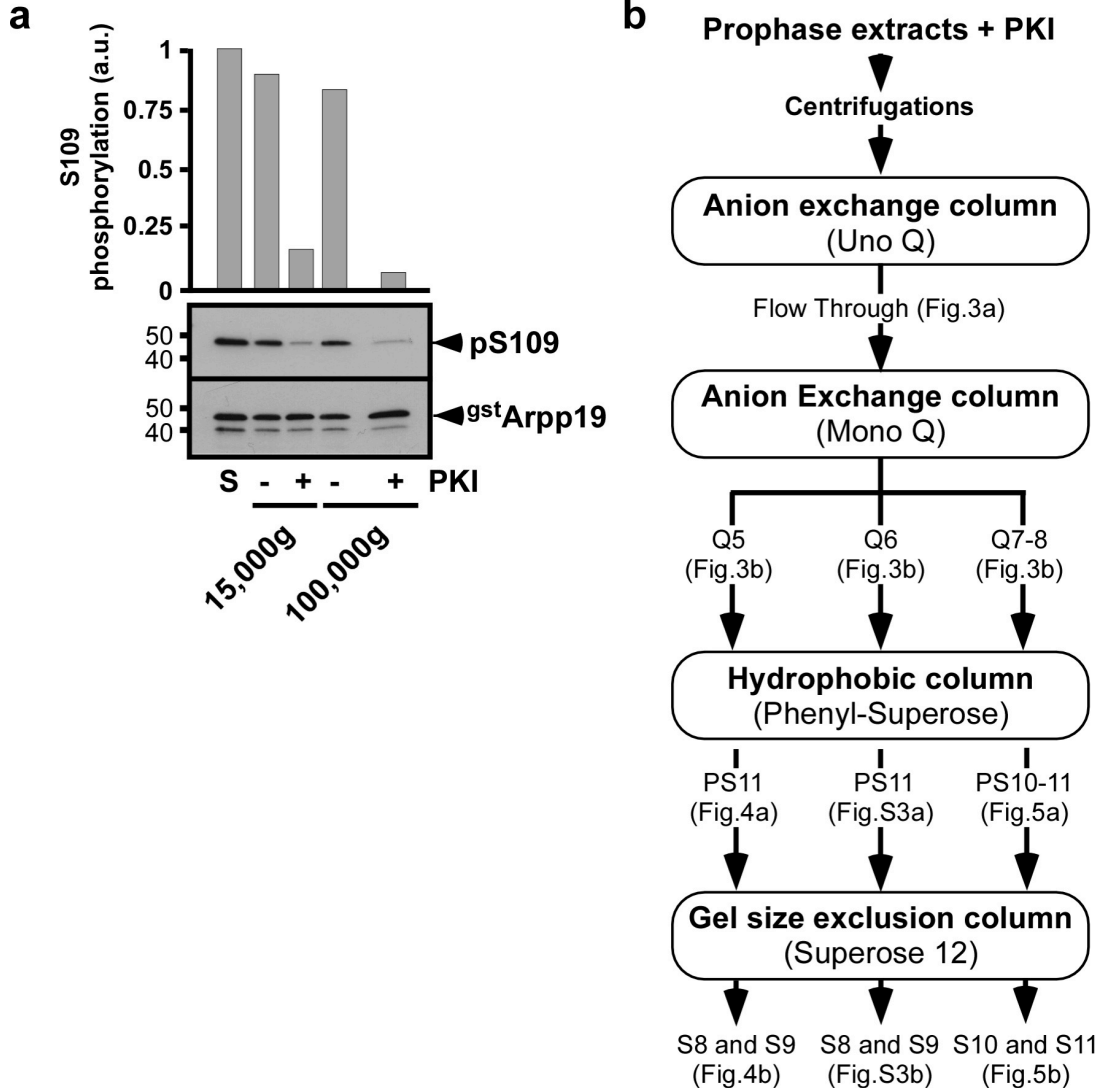 a
S109
phosphorylation (a.u.)
1
0.75
0.5
0.25
0
50
40
pS109
50
40
gstArpp19
S - + - + PKI
15,000g
100,000g
b
Prophase extracts + PKI
Centrifugations
Anion exchange column
(Uno Q)
Flow Through (Fig.3a)
Anion Exchange column
(Mono Q)
Q5 Q6 Q7-8
(Fig.3b) (Fig.3b) (Fig.3b)
Hydrophobic column
(Phenyl-Superose)
PS11 PS11 PS10-11
(Fig.4a) (Fig.S3a) (Fig.5a)
Gel size exclusion column
(Superose 12)
S8 and S9 S8 and S9 S10 and S11
(Fig.4b) (Fig.S3b) (Fig.5b)